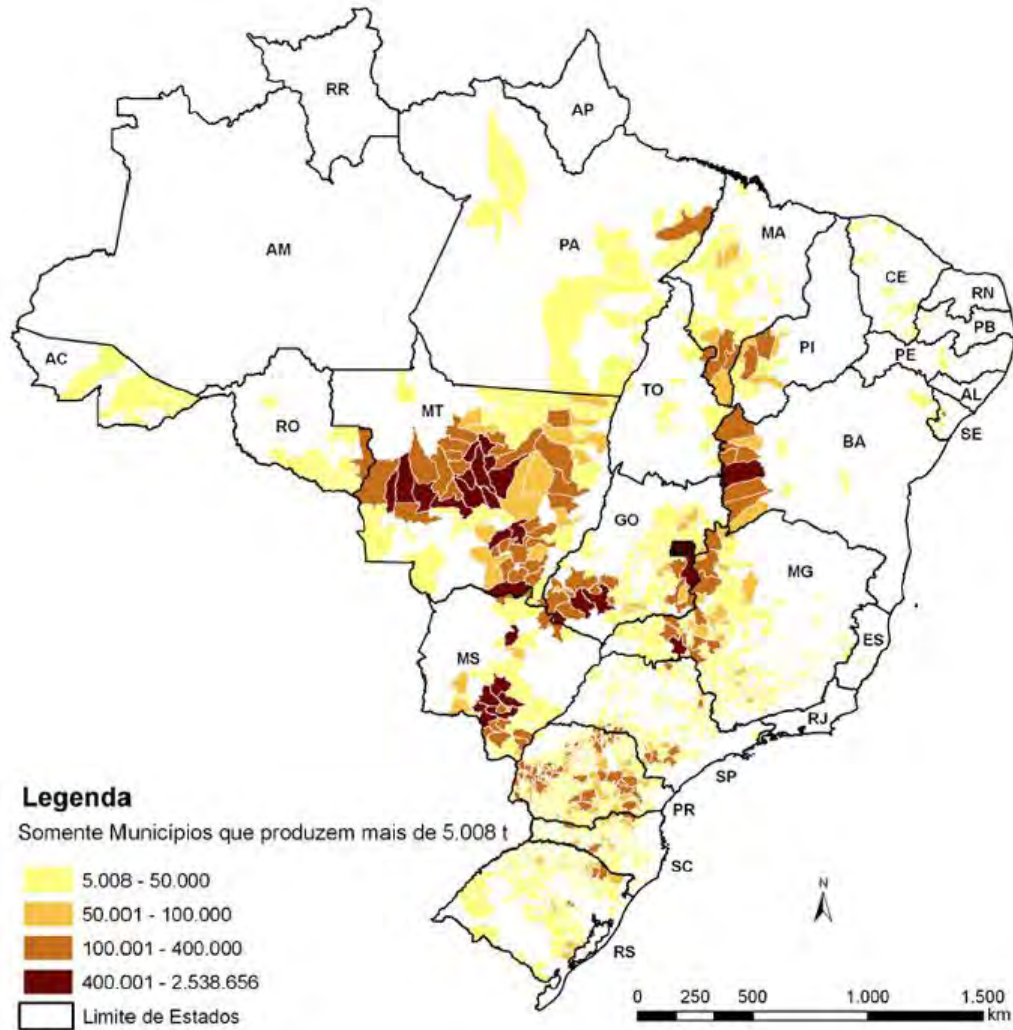 RR
AP
AM
PA
MA
CE
RN
PB
PI
PE
AC
AL
TO
SE
RO
MT
BA
GO
MG
ES
MS
RJ
SP
PR
SC
RS
Legenda
Somente Municípios que produzem mais de 5.008 t
5.008 - 50.000
50.001 - 100.000
100.001 - 400.000
400.001 - 2.538.656
Limite de Estados
N
0 250 500 1.000 1.500
km